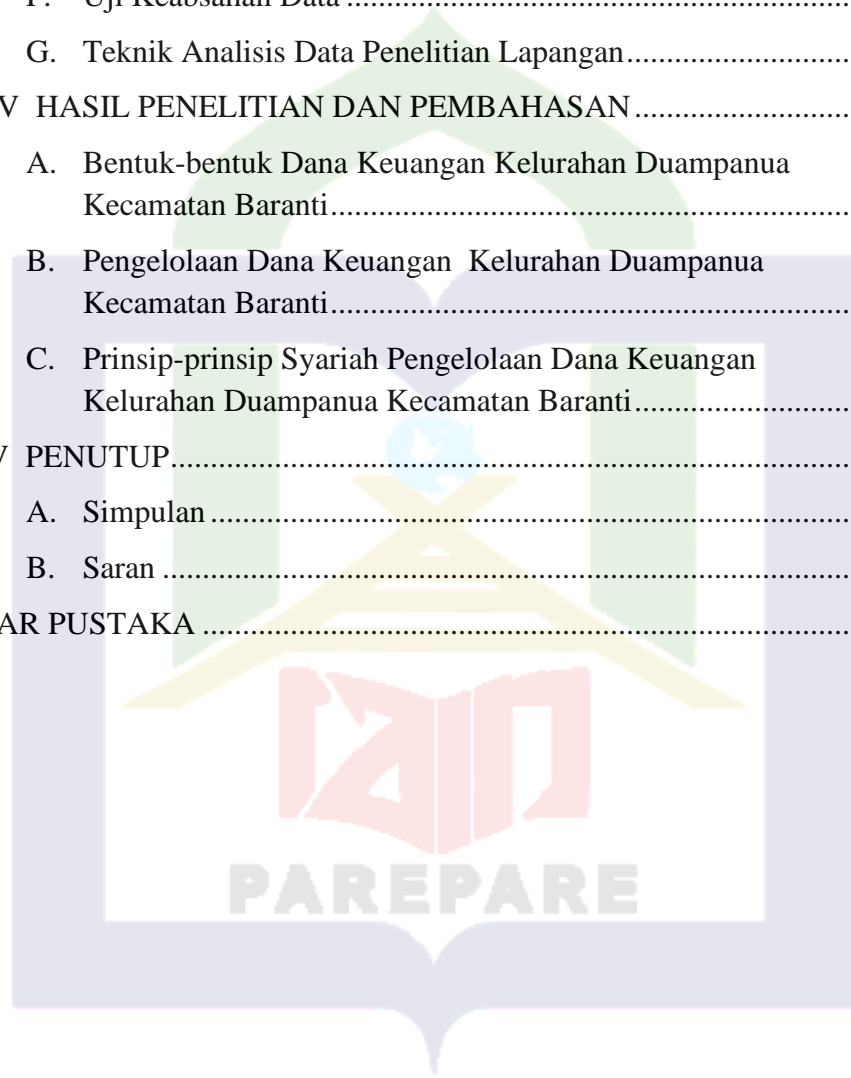 G. Teknik Analisis Data Penelitian Lapangan............................
V HASIL PENELITIAN DAN PEMBAHASAN............................
A. Bentuk-bentuk Dana Keuangan Kelurahan Duampanua
Kecamatan Baranti............................
B. Pengelolaan Dana Keuangan Kelurahan Duampanua
Kecamatan Baranti............................
C. Prinsip-prinsip Syariah Pengelolaan Dana Keuangan
Kelurahan Duampanua Kecamatan Baranti............................
PENUTUP............................
A. Simpulan............................
B. Saran............................
AR PUSTAKA............................
iain
PAREPARE